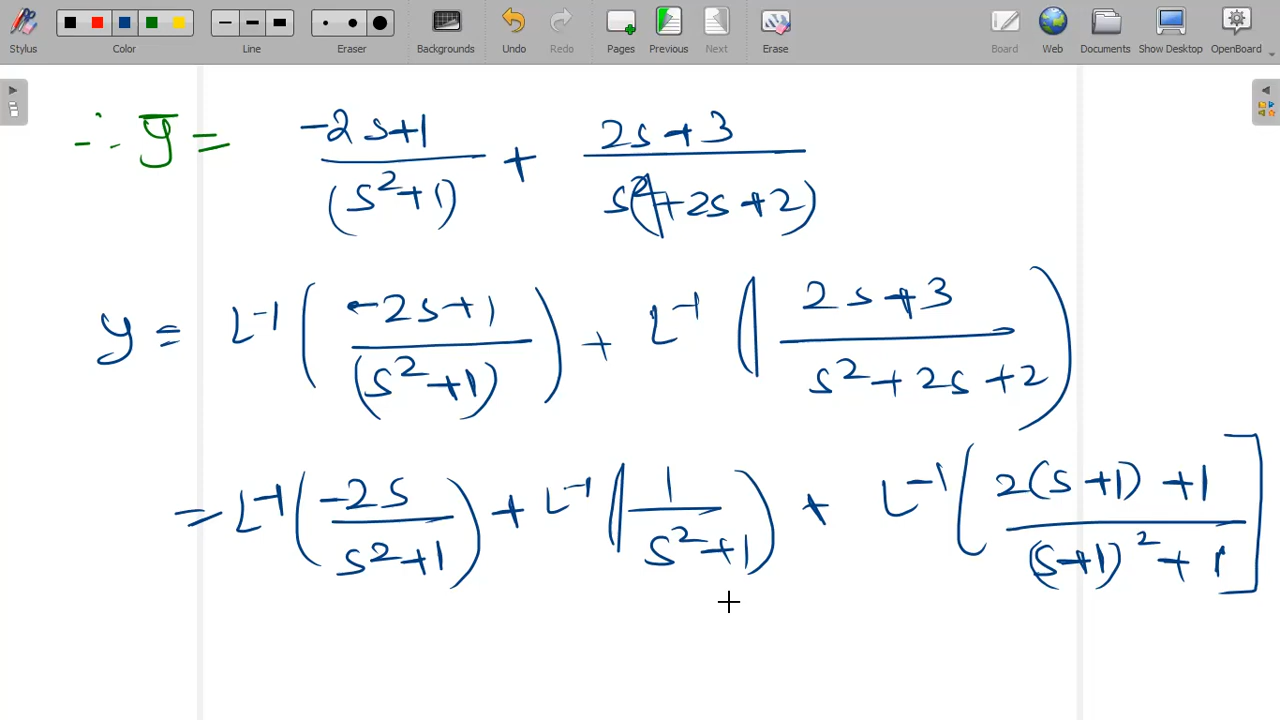 Stylus Color Line Eraser Backgrounds Undo Redo Pages Previous Next Erase Board Web Documents Show Desktop OpenBoard
∴ ȳ = (-2s+1)/(s²+1) + (2s+3)/(s²+2s+2)
y = L⁻¹((-2s+1)/(s²+1)) + L⁻¹((2s+3)/(s²+2s+2))
= L⁻¹(-2s/(s²+1)) + L⁻¹(1/(s²+1)) + L⁻¹[(2(s+1)+1)/((s+1)²+1)]